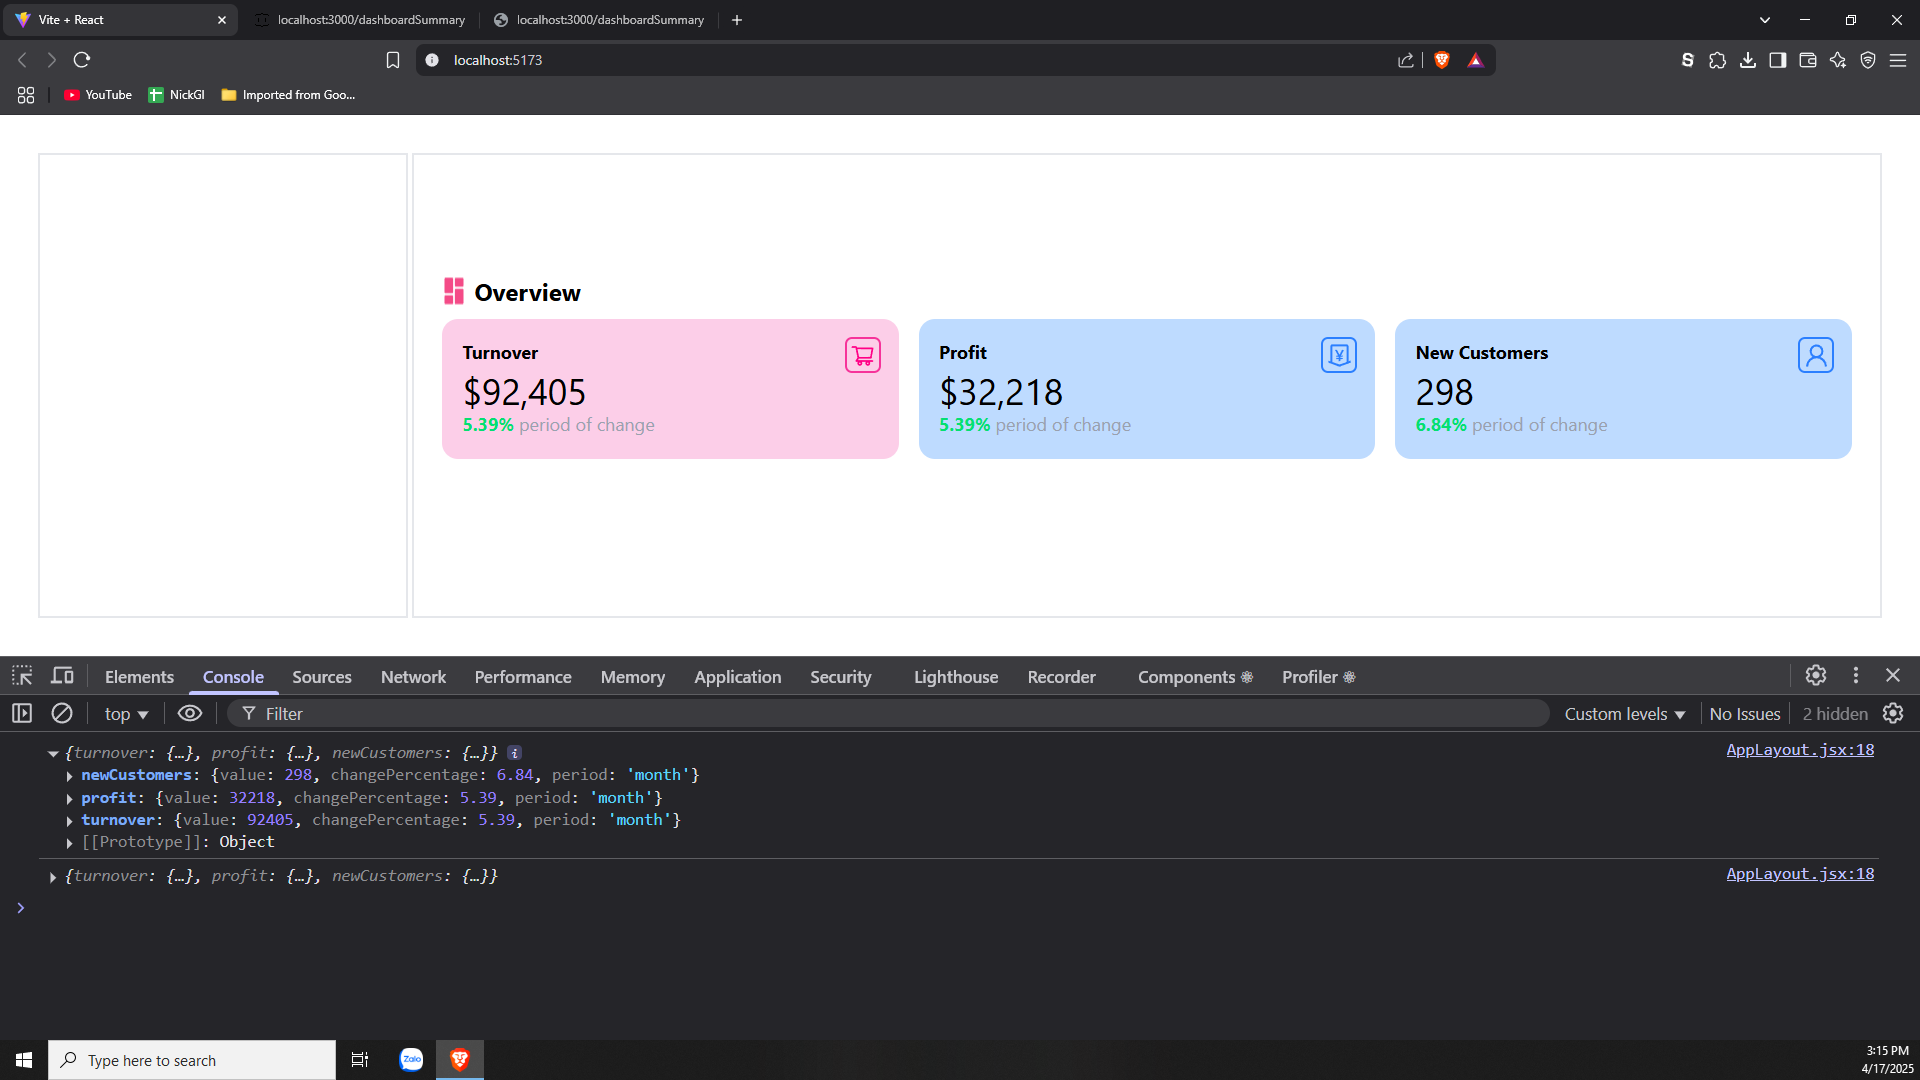 Vite + React
localhost:3000/dashboardSummary
localhost:3000/dashboardSummary
localhost:5173
YouTube
NickGl
Imported from Goo...
Overview
Turnover
$92,405
5.39% period of change
Profit
¥
$32,218
5.39% period of change
New Customers
298
6.84% period of change
Elements
Console
Sources
Network
Performance
Memory
Application
Security
Lighthouse
Recorder
Components
Profiler
top
Filter
Custom levels
No Issues
2 hidden
{turnover: {…}, profit: {…}, newCustomers: {…}} i
AppLayout.jsx:18
newCustomers: {value: 298, changePercentage: 6.84, period: 'month'}
profit: {value: 32218, changePercentage: 5.39, period: 'month'}
turnover: {value: 92405, changePercentage: 5.39, period: 'month'}
[[Prototype]]: Object
{turnover: {…}, profit: {…}, newCustomers: {…}}
AppLayout.jsx:18
Type here to search
Zalo
3:15 PM
4/17/2025